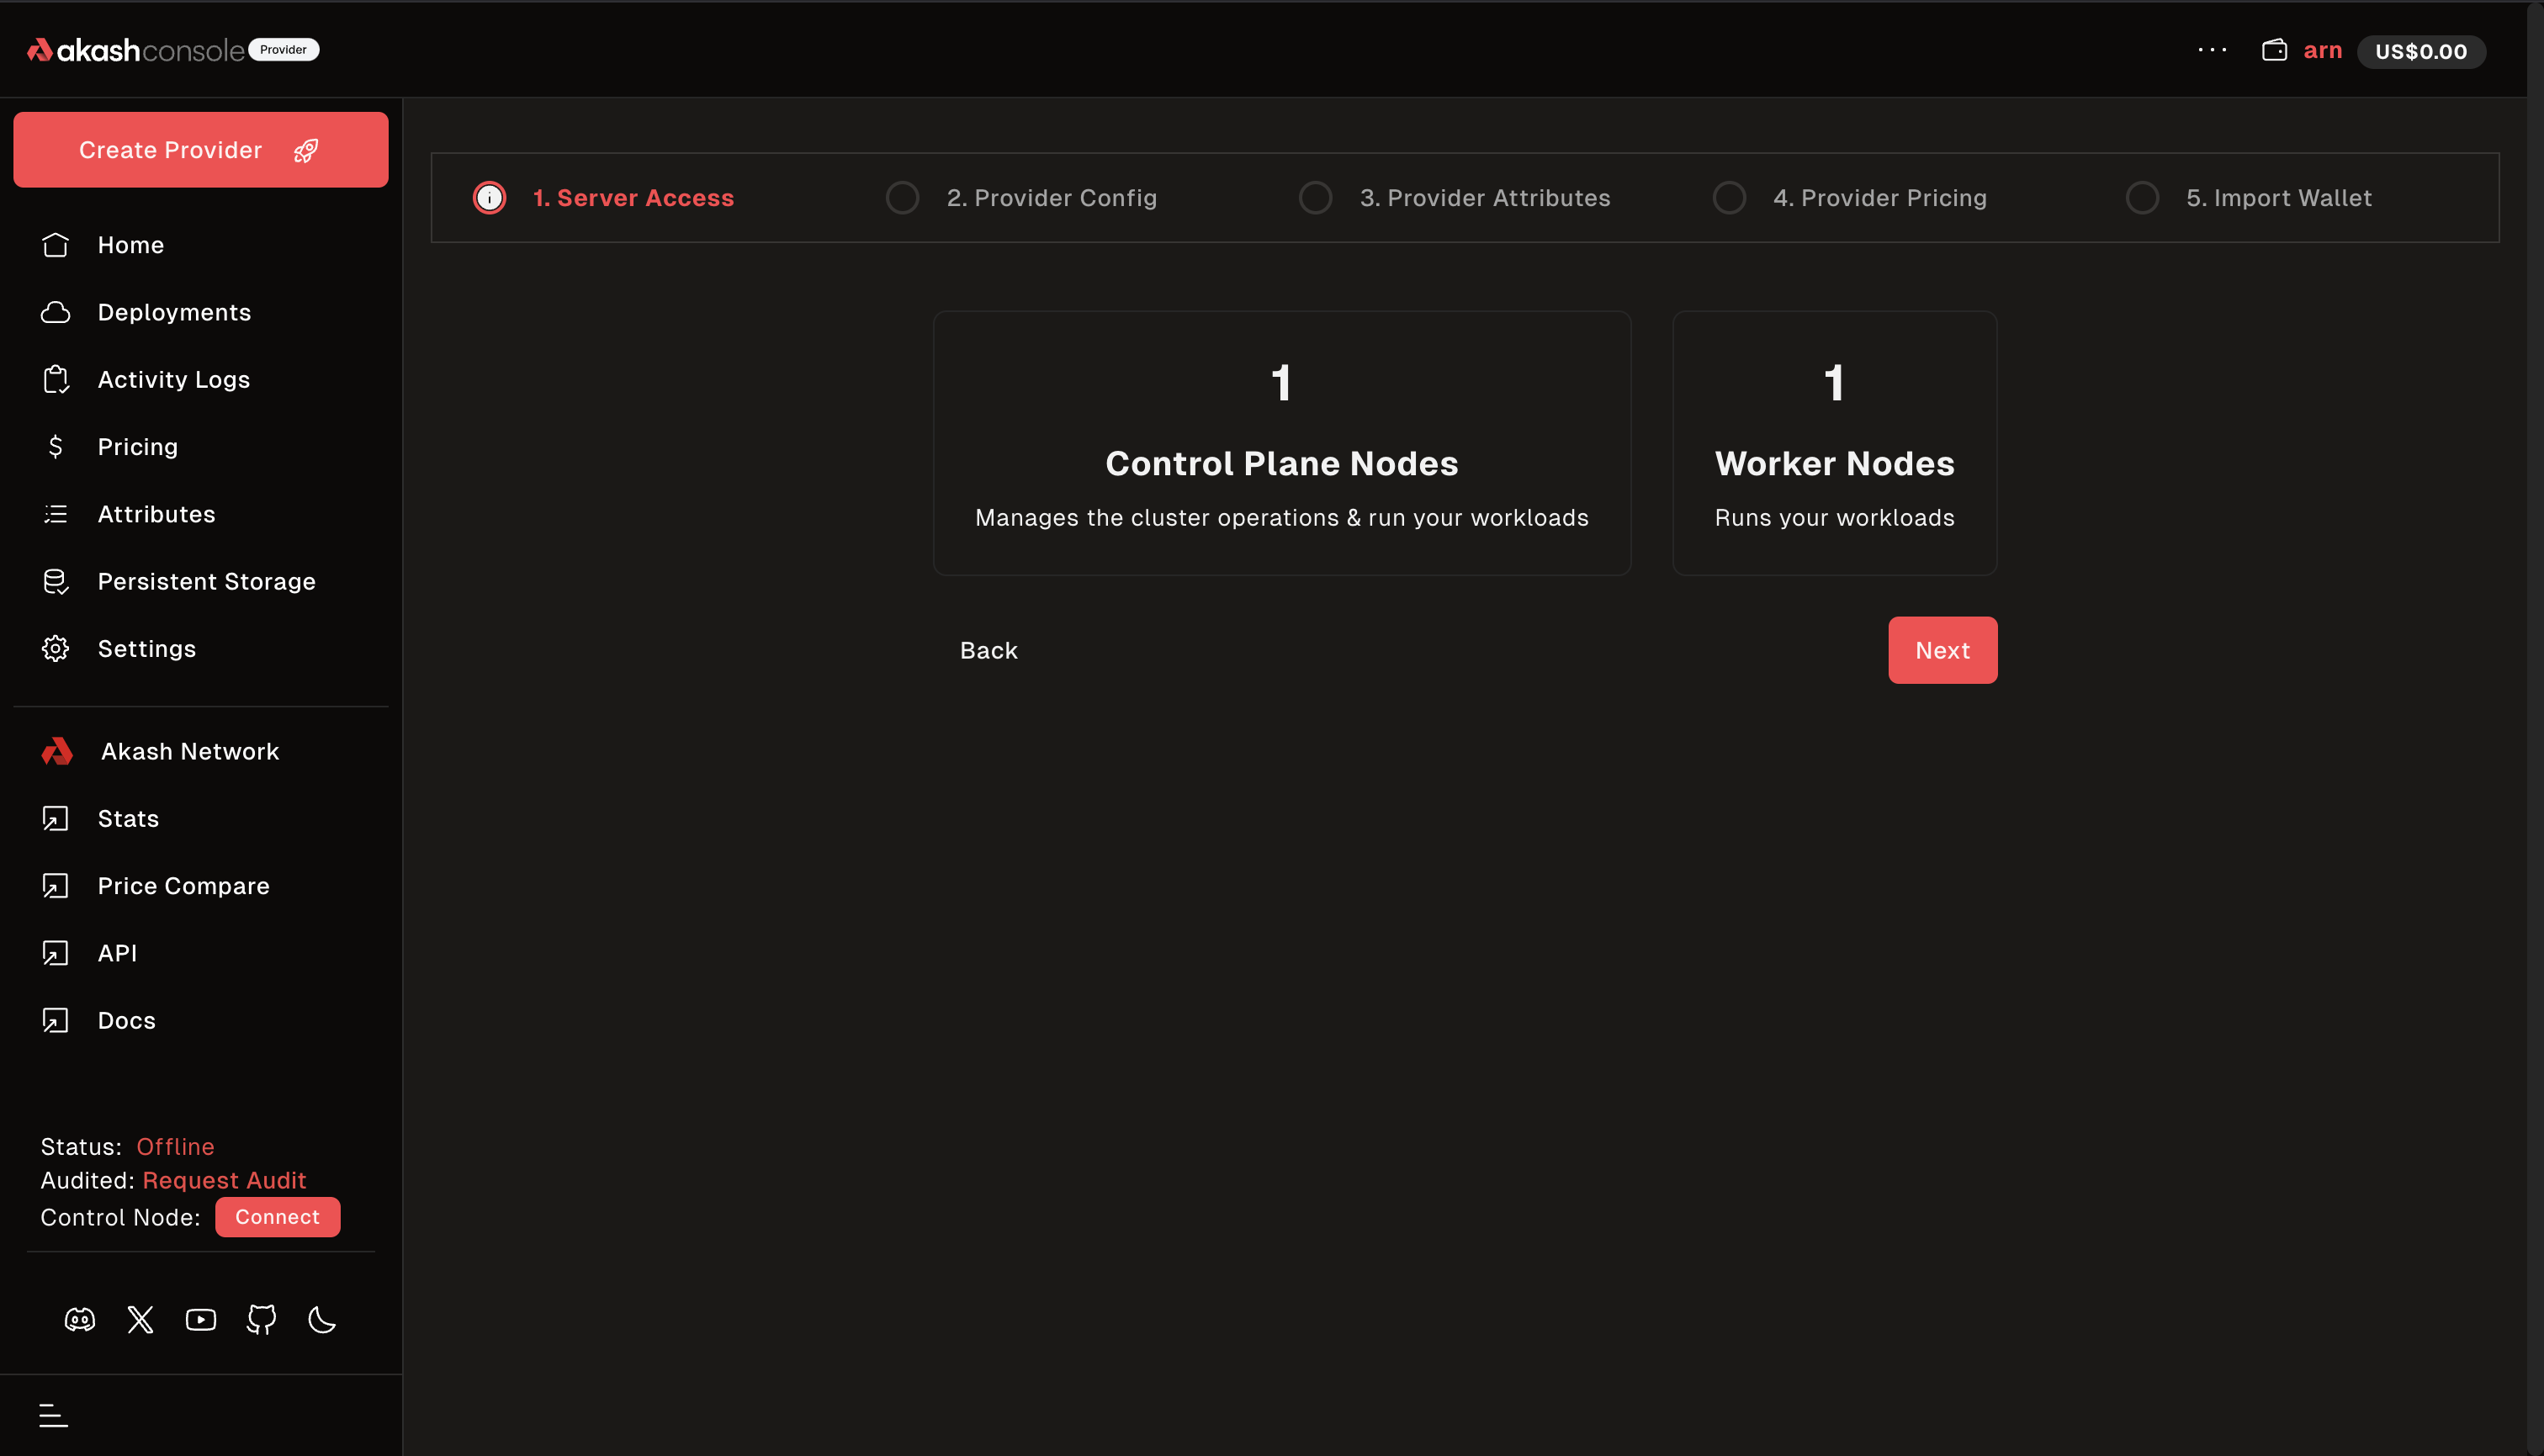 akashconsole Provider
... arn US$0.00
Create Provider
Home
Deployments
Activity Logs
Pricing
Attributes
Persistent Storage
Settings
Akash Network
Stats
Price Compare
API
Docs
Status: Offline
Audited: Request Audit
Control Node: Connect
1. Server Access
2. Provider Config
3. Provider Attributes
4. Provider Pricing
5. Import Wallet
1
Control Plane Nodes
Manages the cluster operations & run your workloads
1
Worker Nodes
Runs your workloads
Back
Next